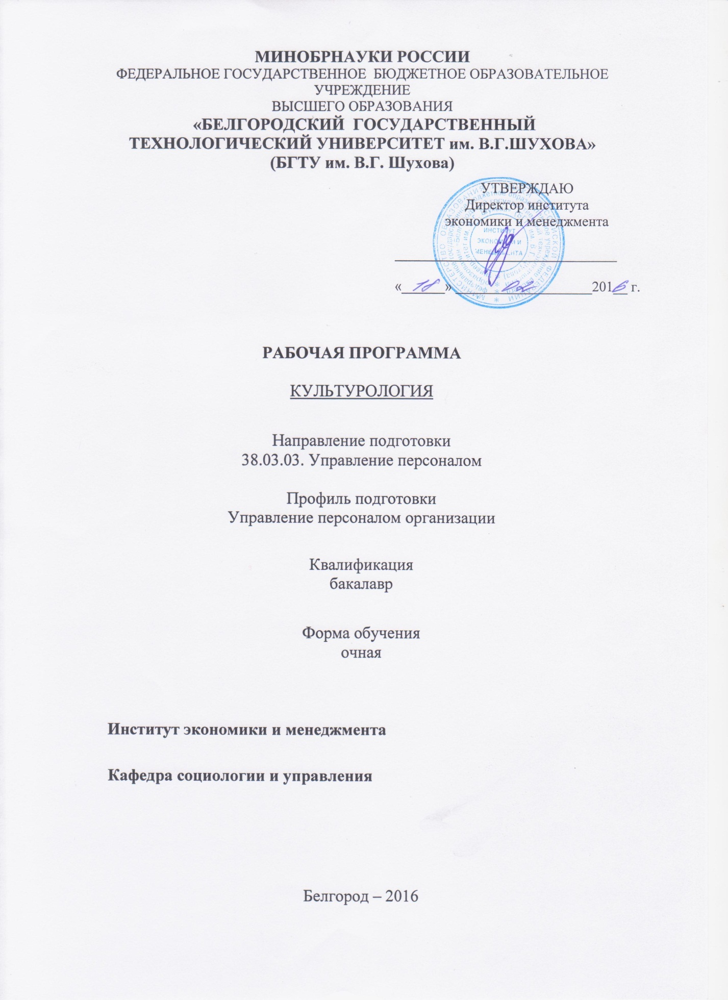 МИНОБРНАУКИ РОССИИ
ФЕДЕРАЛЬНОЕ ГОСУДАРСТВЕННОЕ БЮДЖЕТНОЕ ОБРАЗОВАТЕЛЬНОЕ
УЧРЕЖДЕНИЕ
ВЫСШЕГО ОБРАЗОВАНИЯ
«БЕЛГОРОДСКИЙ ГОСУДАРСТВЕННЫЙ
ТЕХНОЛОГИЧЕСКИЙ УНИВЕРСИТЕТ им. В.Г.ШУХОВА»
(БГТУ им. В.Г. Шухова)
УТВЕРЖДАЮ
Директор института
экономики и менеджмента
ИНСТИТУТ
ЭКОНОМИКИ И
МЕНЕДЖМЕНТА
« 18 » 02 2016 г.
РАБОЧАЯ ПРОГРАММА
КУЛЬТУРОЛОГИЯ
Направление подготовки
38.03.03. Управление персоналом
Профиль подготовки
Управление персоналом организации
Квалификация
бакалавр
Форма обучения
очная
Институт экономики и менеджмента
Кафедра социологии и управления
Белгород – 2016